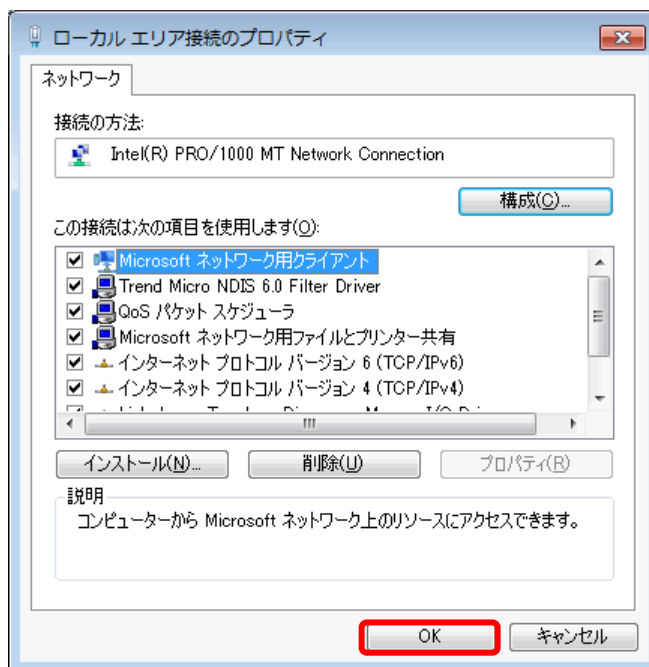 ローカル エリア接続のプロパティ
ネットワーク
接続の方法:
Intel(R) PRO/1000 MT Network Connection
構成(C)...
この接続は次の項目を使用します(O):
Microsoft ネットワーク用クライアント
Trend Micro NDIS 6.0 Filter Driver
QoS パケット スケジューラ
Microsoft ネットワーク用ファイルとプリンター共有
インターネット プロトコル バージョン 6 (TCP/IPv6)
インターネット プロトコル バージョン 4 (TCP/IPv4)
インストール(N)...
削除(U)
プロパティ(R)
説明
コンピューターから Microsoft ネットワーク上のリソースにアクセスできます。
OK
キャンセル